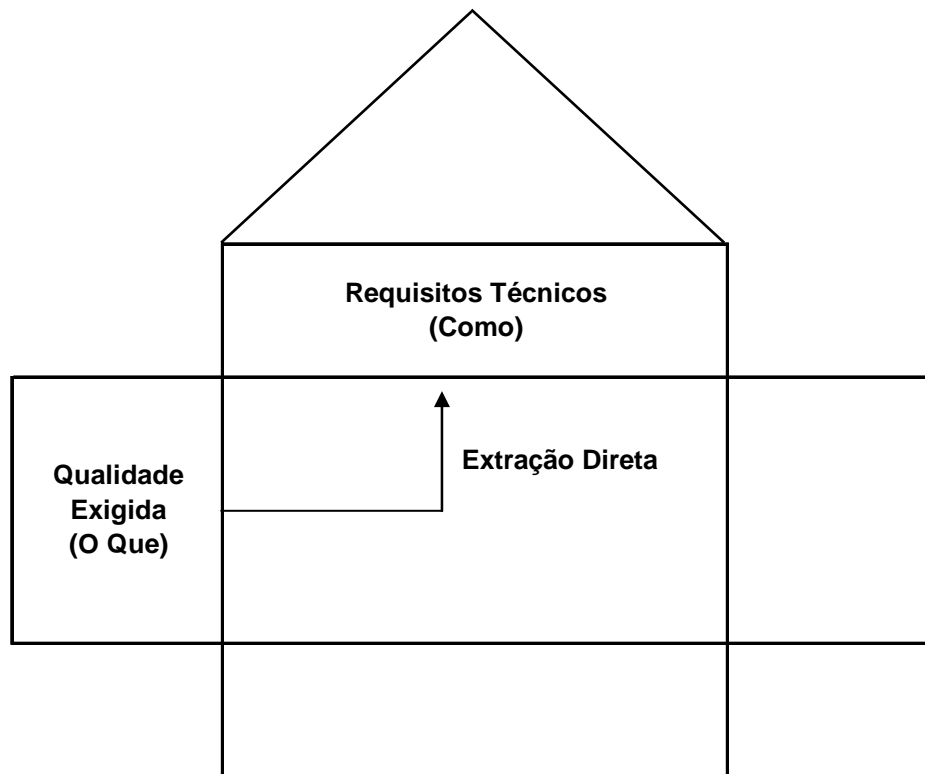 Requisitos Técnicos
(Como)
Extração Direta
Qualidade
Exigida
(O Que)